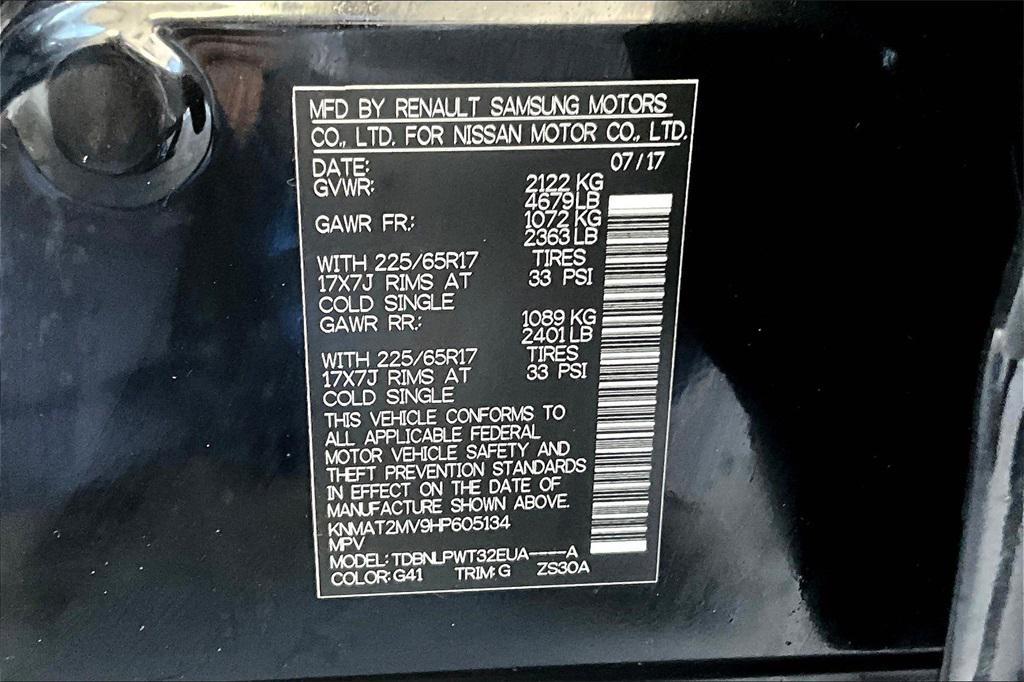 MFD BY RENAULT SAMSUNG MOTORS
CO., LTD. FOR NISSAN MOTOR CO., LTD.
DATE: 07/17
GVWR: 2122 KG
4679 LB
GAWR FR.: 1072 KG
2363 LB
WITH 225/65R17 TIRES
17X7J RIMS AT 33 PSI
COLD SINGLE
GAWR RR.: 1089 KG
2401 LB
WITH 225/65R17 TIRES
17X7J RIMS AT 33 PSI
COLD SINGLE
THIS VEHICLE CONFORMS TO
ALL APPLICABLE FEDERAL
MOTOR VEHICLE SAFETY AND
THEFT PREVENTION STANDARDS
IN EFFECT ON THE DATE OF
MANUFACTURE SHOWN ABOVE.
KNMAT2MV9HP605134
MPV
MODEL: TDBNLPWT32EUA----A
COLOR: G41 TRIM: G ZS30A